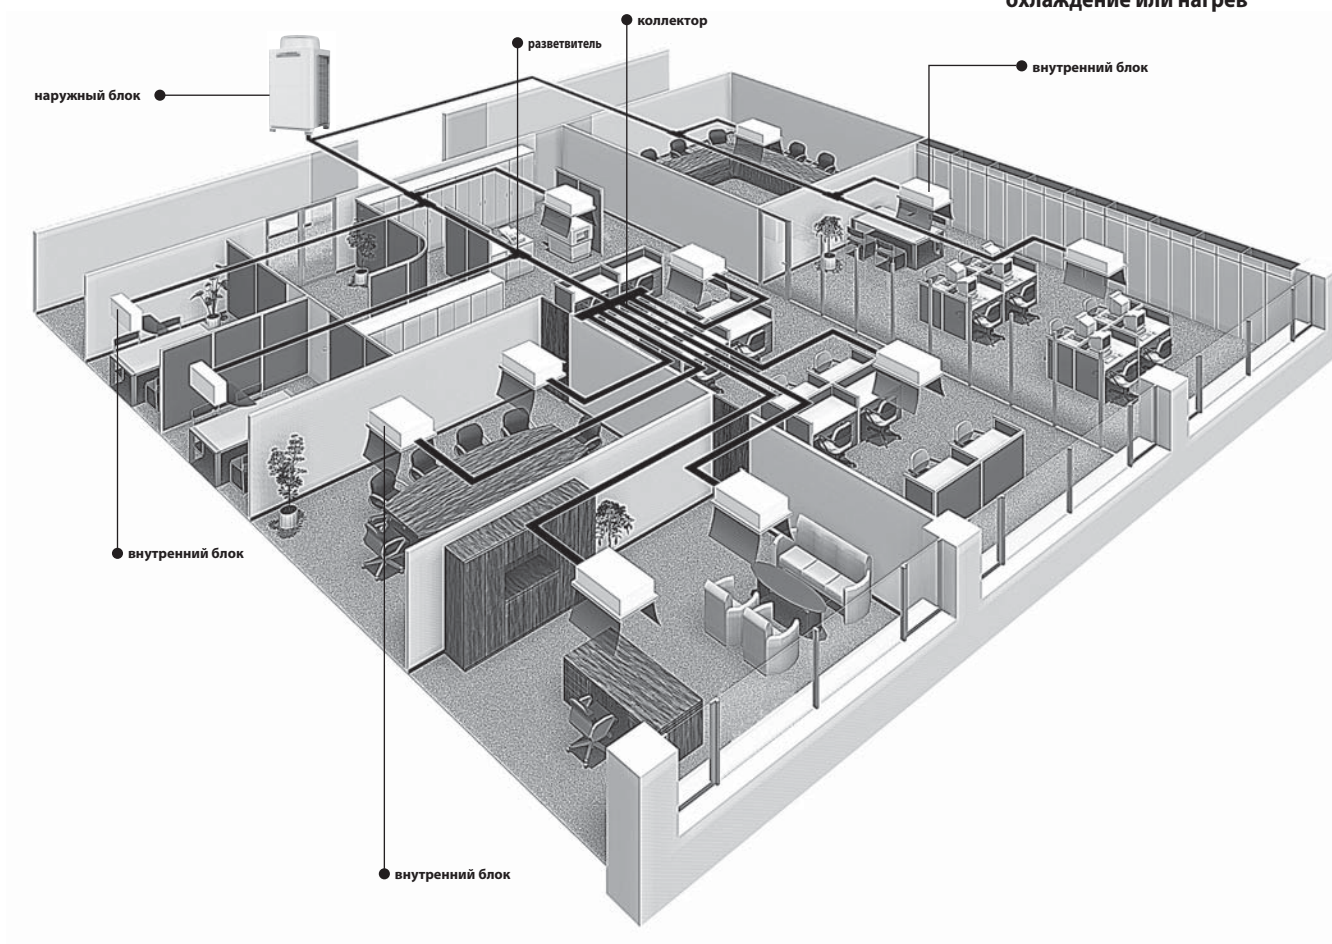 охлаждение или нагрев
коллектор
разветвитель
внутренний блок
наружный блок
внутренний блок
внутренний блок